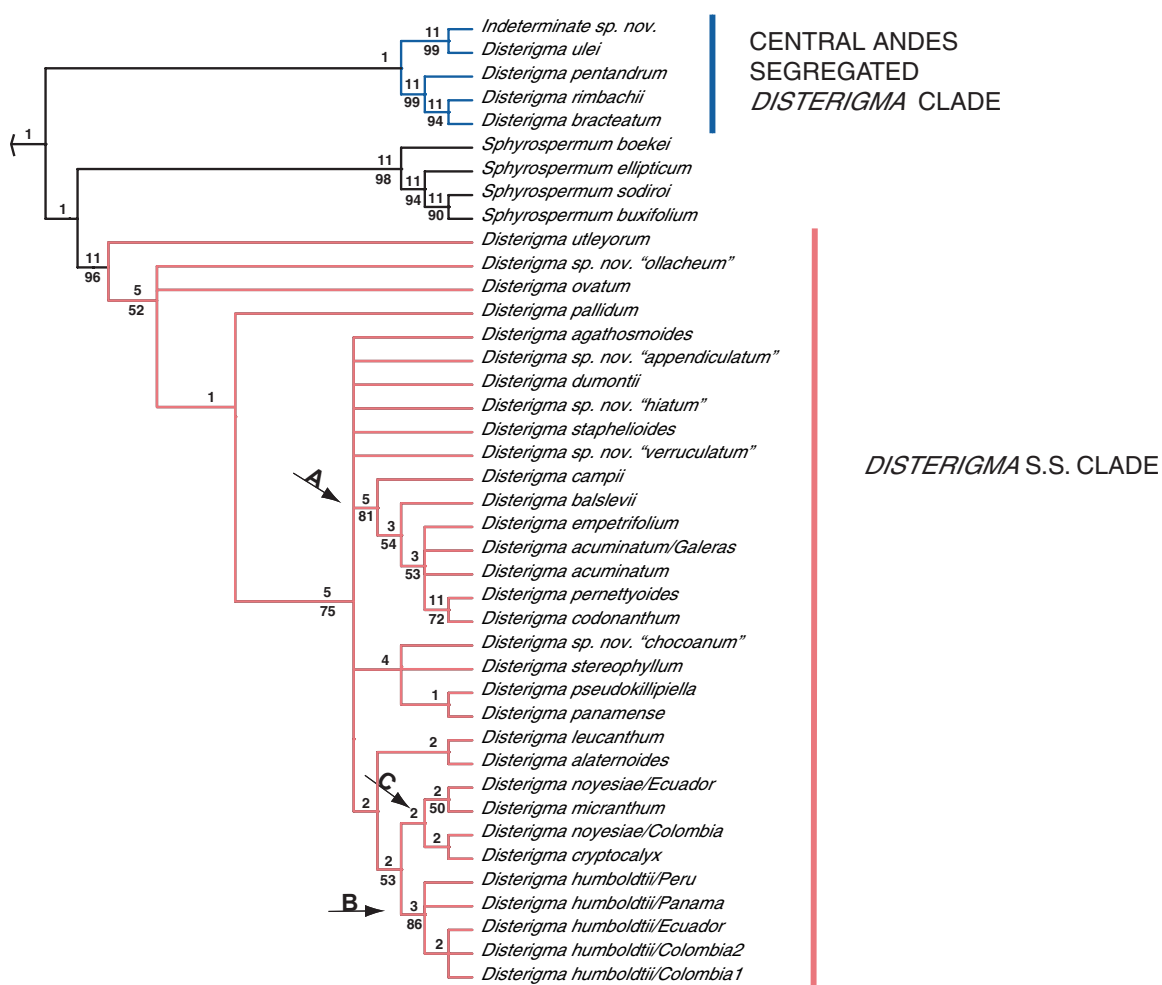 Indeterminate sp. nov.
Disterigma ulei
Disterigma pentandrum
Disterigma rimbachii
Disterigma bracteatum
CENTRAL ANDES
SEGREGATED
DISTERIGMA CLADE
Sphyrospermum boekei
Sphyrospermum ellipticum
Sphyrospermum sodiroi
Sphyrospermum buxifolium
Disterigma utleyorum
Disterigma sp. nov. “ollacheum”
Disterigma ovatum
Disterigma pallidum
Disterigma agathosmoides
Disterigma sp. nov. “appendiculatum”
Disterigma dumontii
Disterigma sp. nov. “hiatum”
Disterigma staphelioides
Disterigma sp. nov. “verruculatum”
Disterigma campii
Disterigma balslevii
Disterigma empetrifolium
Disterigma acuminatum/Galeras
Disterigma acuminatum
Disterigma pernettyoides
Disterigma codonanthum
Disterigma sp. nov. “chocoanum”
Disterigma stereophyllum
Disterigma pseudokillipiella
Disterigma panamense
Disterigma leucanthum
Disterigma alaternoides
Disterigma noyesiae/Ecuador
Disterigma micranthum
Disterigma noyesiae/Colombia
Disterigma cryptocalyx
Disterigma humboldtii/Peru
Disterigma humboldtii/Panama
Disterigma humboldtii/Ecuador
Disterigma humboldtii/Colombia2
Disterigma humboldtii/Colombia1
DISTERIGMA S.S. CLADE
1
1
11
99
11
99
11
94
1
11
98
11
94
11
90
11
96
5
52
1
5
75
A
5
81
3
54
3
53
11
72
4
1
2
2
C
2
2
50
2
2
53
B
3
86
2